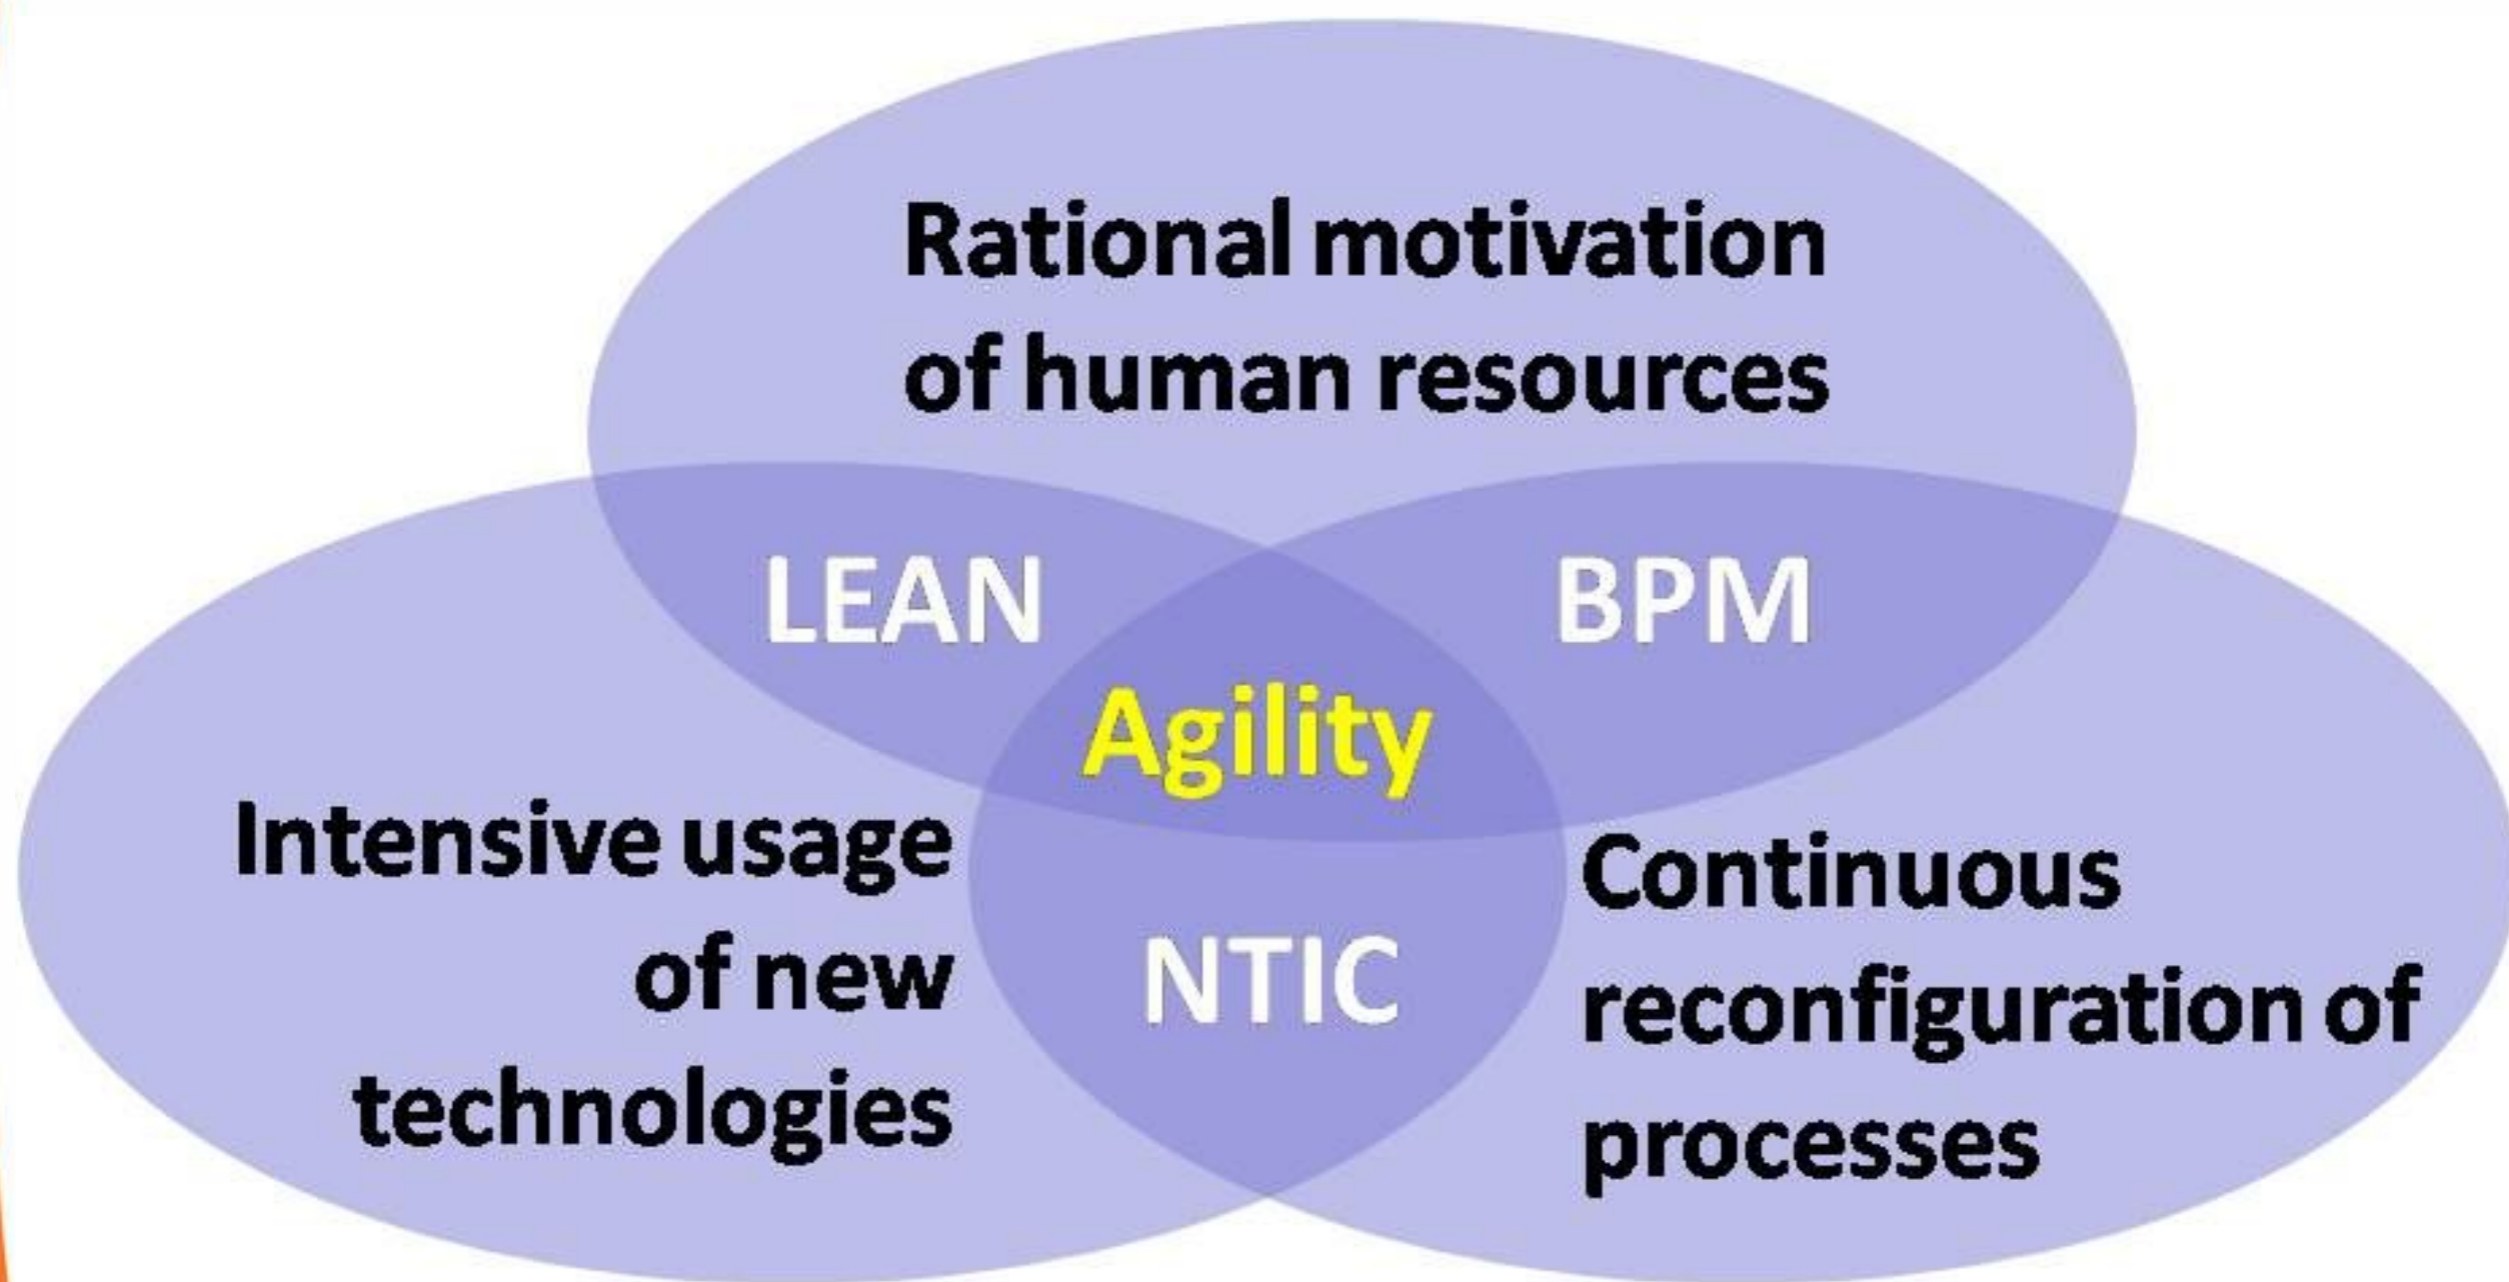 Rational motivation
of human resources
LEAN
BPM
Agility
Intensive usage
of new
technologies
NTIC
Continuous
reconfiguration of
processes